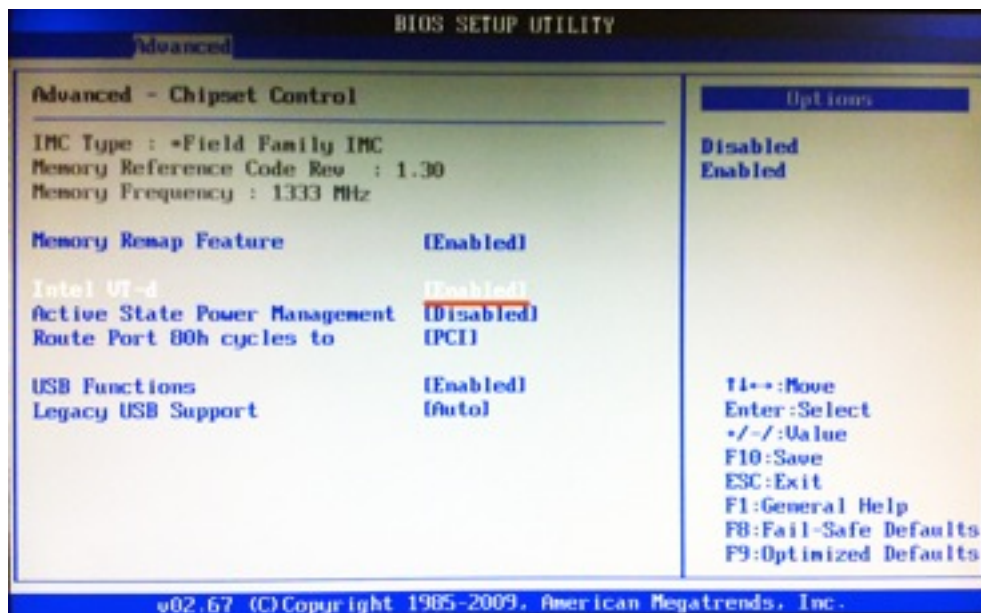 BIOS SETUP UTILITY
Advanced
Advanced - Chipset Control
IMC Type : *Field Family IMC
Memory Reference Code Rev : 1.30
Memory Frequency : 1333 MHz
Memory Remap Feature [Enabled]
Intel VT-d [Enabled]
Active State Power Management [Disabled]
Route Port 80h cycles to [PCI]
USB Functions [Enabled]
Legacy USB Support [Auto]
Options
Disabled
Enabled
↑↓←→:Move
Enter:Select
+/-/:Value
F10:Save
ESC:Exit
F1:General Help
F8:Fail-Safe Defaults
F9:Optimized Defaults
v02.67 (C)Copyright 1985-2009, American Megatrends, Inc.